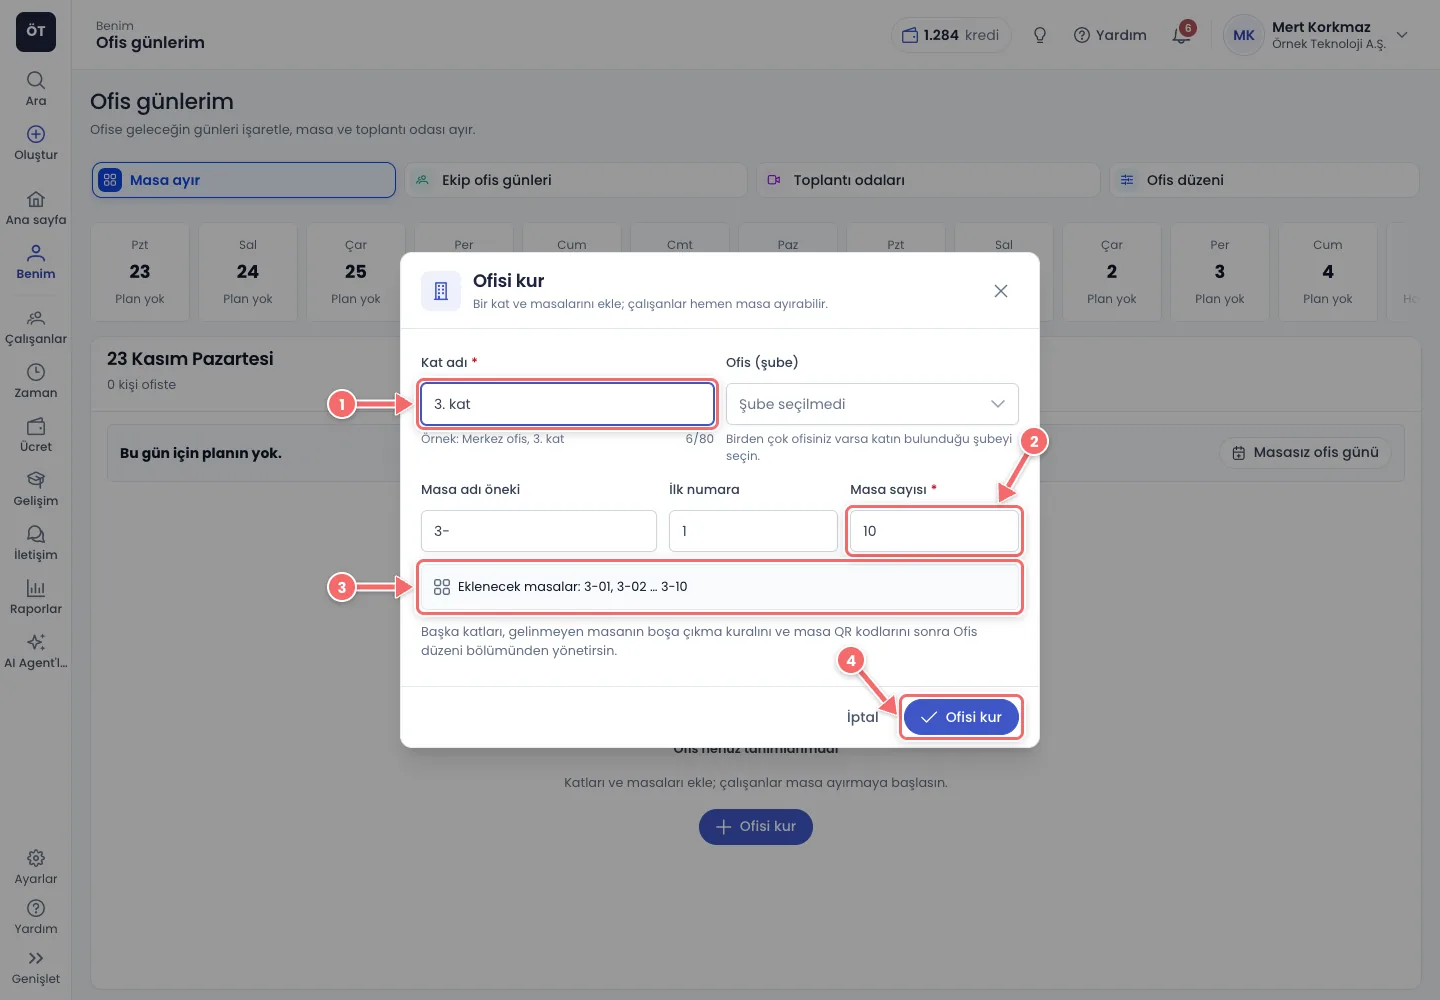 ÖT
Benim
Ofis günlerim
1.284 kredi
Yardım
6
MK
Mert Korkmaz
Örnek Teknoloji A.Ş.
Ara
Oluştur
Ana sayfa
Benim
Çalışanlar
Zaman
Ücret
Gelişim
İletişim
Raporlar
AI Agent'l...
Ayarlar
Yardım
Genişlet
Ofis günlerim
Ofise geleceğin günleri işaretle, masa ve toplantı odası ayır.
Masa ayır
Ekip ofis günleri
Toplantı odaları
Ofis düzeni
Pzt Sal Çar Per Cum Cmt Paz Pzt Sal Çar Per Cum
23 24 25 2 3 4
Plan yok Plan yok Plan yok Plan yok Plan yok Plan yok
23 Kasım Pazartesi
0 kişi ofiste
Bu gün için planın yok.
Masasız ofis günü
Ofisi kur
Bir kat ve masalarını ekle; çalışanlar hemen masa ayırabilir.
Kat adı *
Ofis (şube)
1
3. kat
Şube seçilmedi
Örnek: Merkez ofis, 3. kat
6/80
Birden çok ofisiniz varsa katın bulunduğu şubeyi
seçin.
2
Masa adı öneki
İlk numara
Masa sayısı *
3-
1
10
3
Eklenecek masalar: 3-01, 3-02 … 3-10
Başka katları, gelinmeyen masanın boşa çıkma kuralını ve masa QR kodlarını sonra Ofis
düzeni bölümünden yönetirsin.
4
İptal
Ofisi kur
Ofis henüz tanımlanmadı
Katları ve masaları ekle; çalışanlar masa ayırmaya başlasın.
Ofisi kur